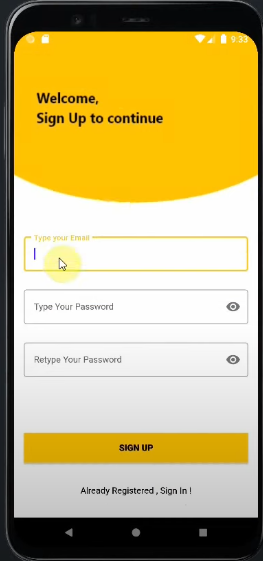 9:33
Welcome,
Sign Up to continue
Type your Email
Type Your Password
Retype Your Password
SIGN UP
Already Registered , Sign In !